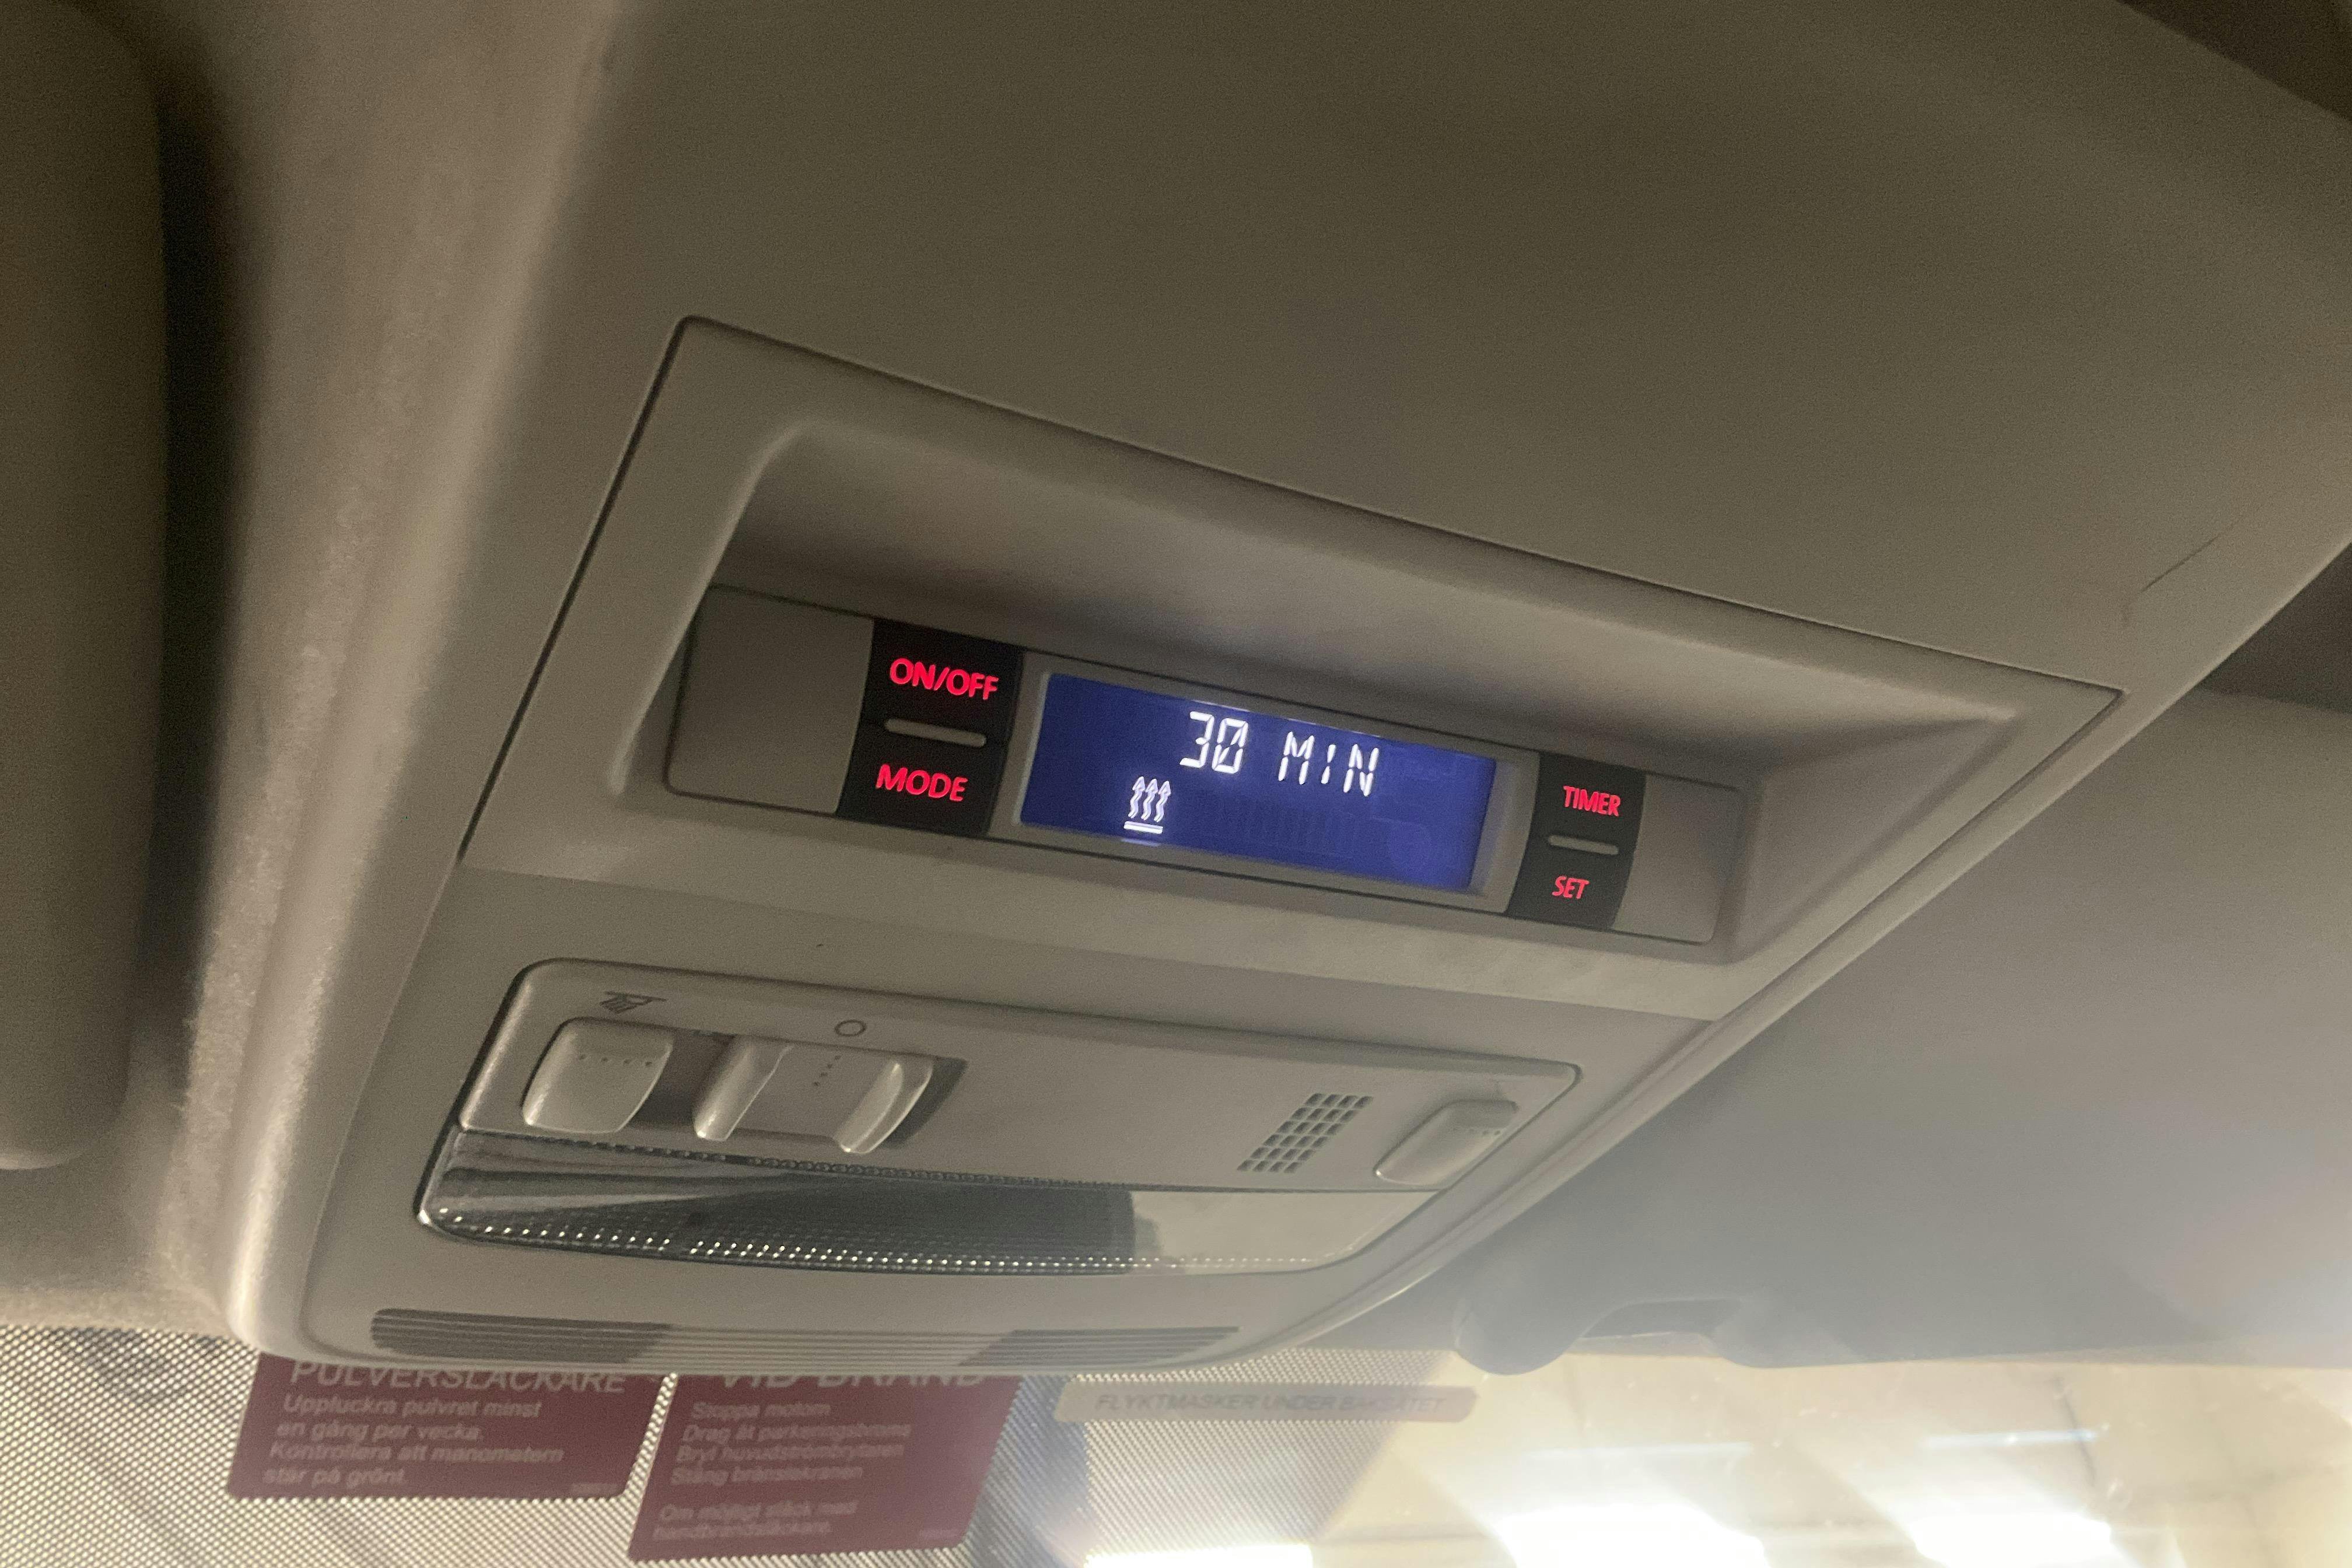 ON/OFF
MODE
30 MIN
TIMER
SET
PULVERSLÄCKARE
Uppluckra pulvret minst
en gång per vecka.
Kontrollera att manometern
står på grönt.
VID BRAND
Stoppa motorn
Drag åt parkeringsbroms
Bryt huvudströmbrytaren
Stäng bränslekranen
Om möjligt släck med
handbrandsläckare.
FLYKTMASKER UNDER BAKSÄTET